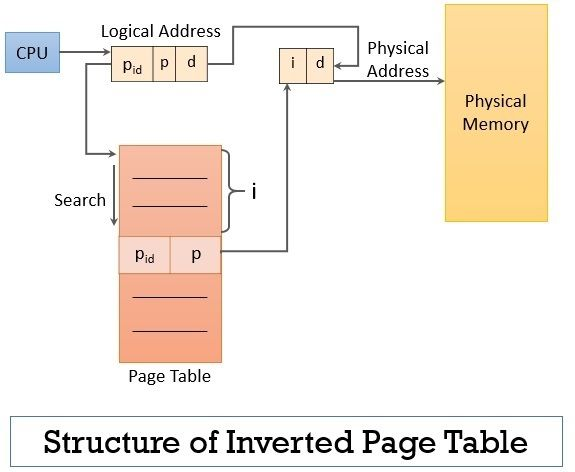 Logical Address
CPU
pid p d
i d
Physical
Address
Physical
Memory
Search
i
pid p
Page Table
Structure of Inverted Page Table